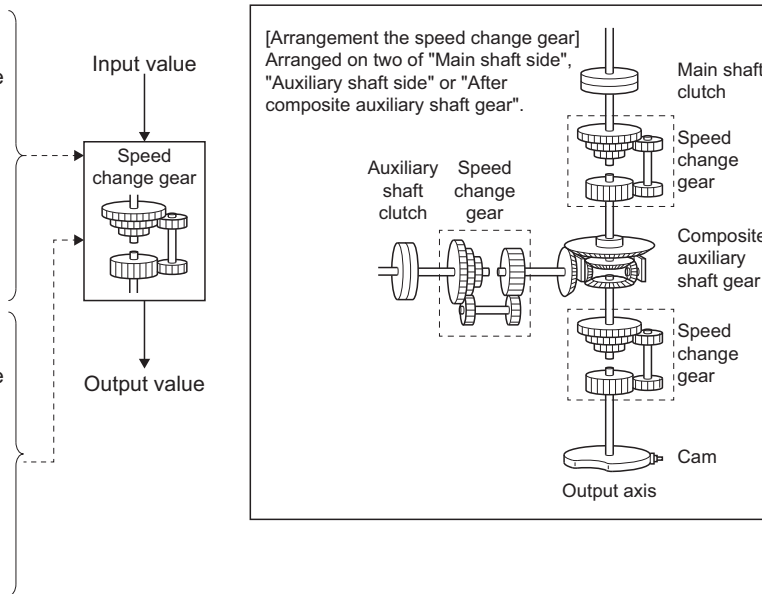 Input value
Speed
change gear
Output value
[Arrangement the speed change gear]
Arranged on two of "Main shaft side",
"Auxiliary shaft side" or "After
composite auxiliary shaft gear".
Main shaft
clutch
Speed
change
gear
Auxiliary
shaft
clutch
Speed
change
gear
Composite
auxiliary
shaft gear
Speed
change
gear
Cam
Output axis